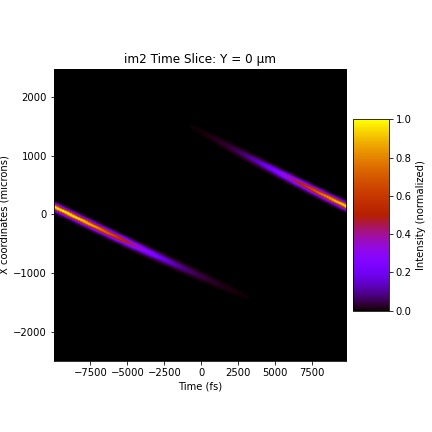 im2 Time Slice: Y = 0 μm
2000
1000
0
−1000
−2000
X coordinates (microns)
−7500 −5000 −2500 0 2500 5000 7500
Time (fs)
1.0
0.8
0.6
0.4
0.2
0.0
Intensity (normalized)